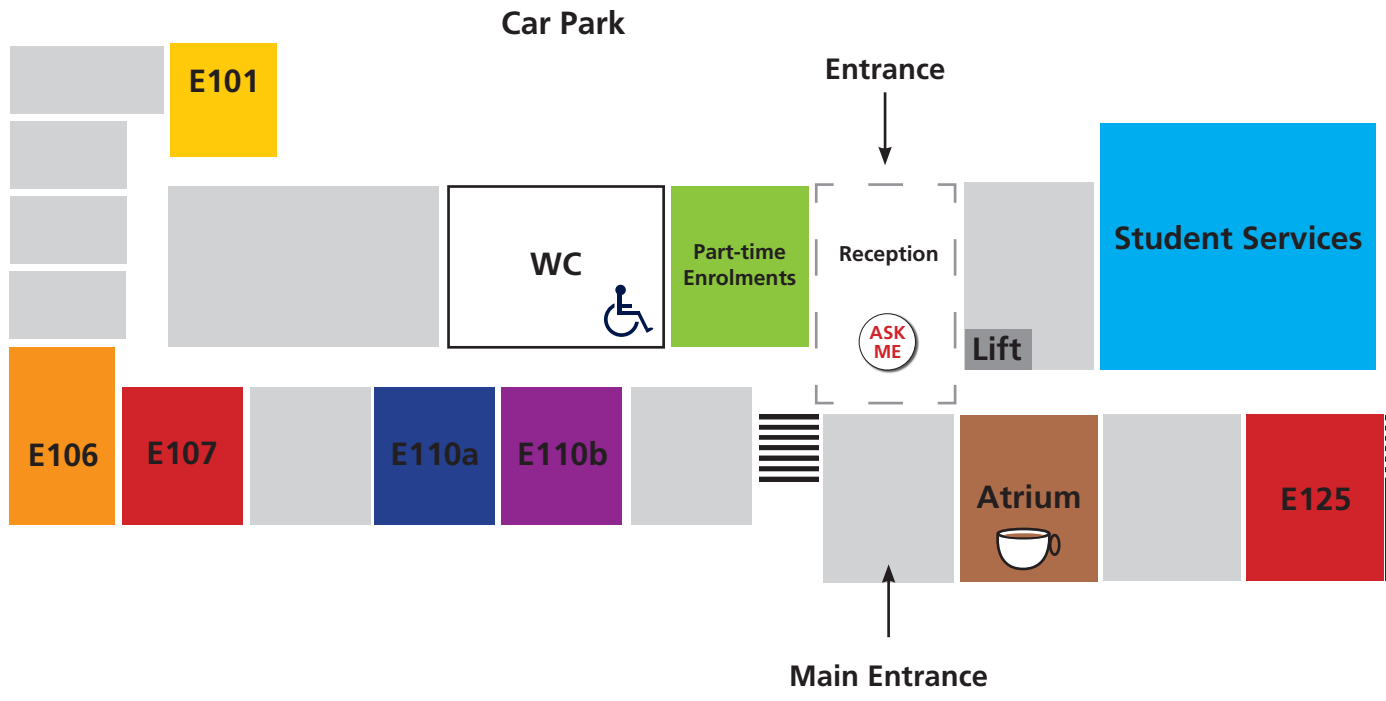 Car Park
E101
Entrance
WC
Part-time
Enrolments
Reception
ASK
ME
Student Services
Lift
E106
E107
E110a
E110b
Atrium
E125
Main Entrance